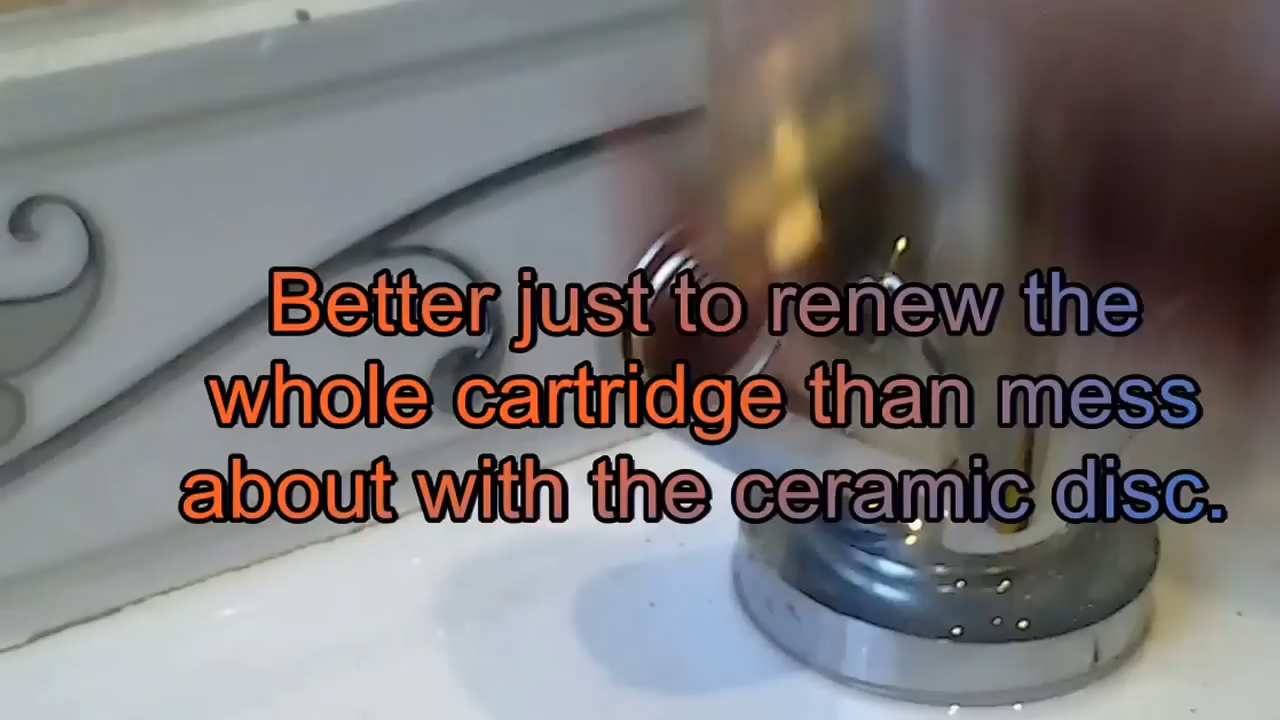 Better just to renew the
whole cartridge than mess
about with the ceramic disc.